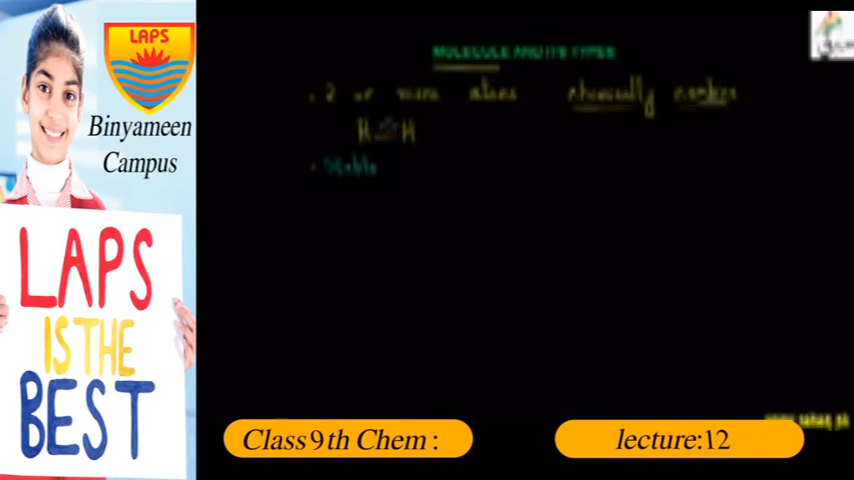 LAPS
Binyameen
Campus
LAPS
IS THE
BEST
MOLECULE AND ITS TYPES
. 2 or more atoms chemically combine
H — H
. Stable
Class 9th Chem :
lecture:12